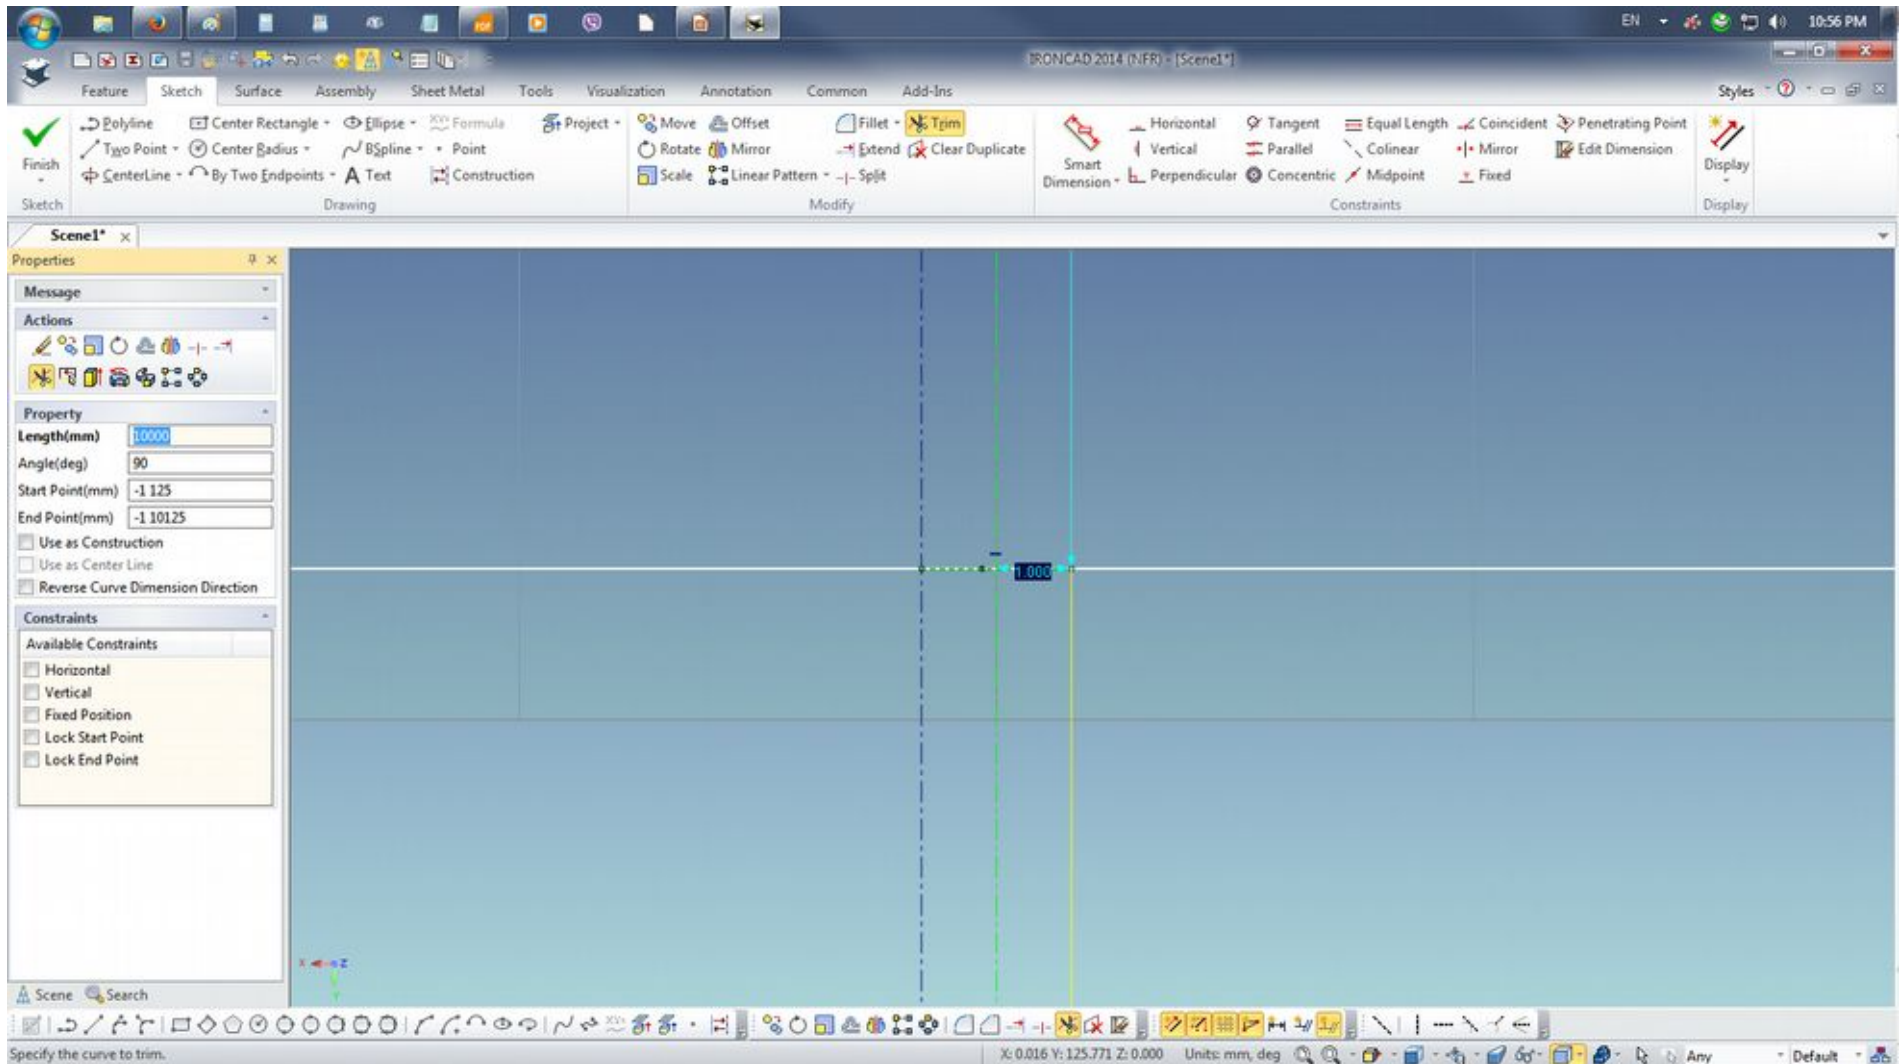 EN 10:56 PM
IRONCAD 2014 (NFR) - [Scene1*]
Feature Sketch Surface Assembly Sheet Metal Tools Visualization Annotation Common Add-Ins Styles
Polyline Center Rectangle Ellipse Formula Project Move Offset Fillet Trim Horizontal Tangent Equal Length Coincident Penetrating Point
Two Point Center Radius BSpline Point Rotate Mirror Extend Clear Duplicate Vertical Parallel Colinear Mirror Edit Dimension
Finish Smart Display
CenterLine By Two Endpoints A Text Construction Scale Linear Pattern Split Dimension Perpendicular Concentric Midpoint Fixed
Sketch Drawing Modify Constraints Display
Scene1*
Properties
Message
Actions
Property
Length(mm) 10000
Angle(deg) 90
Start Point(mm) -1 125
End Point(mm) -1 10125
Use as Construction
Use as Center Line
Reverse Curve Dimension Direction
Constraints
Available Constraints
Horizontal
Vertical
Fixed Position
Lock Start Point
Lock End Point
1.000
X Z
Y
Scene Search
Specify the curve to trim. X: 0.016 Y: 125.771 Z: 0.000 Units: mm, deg Any Default